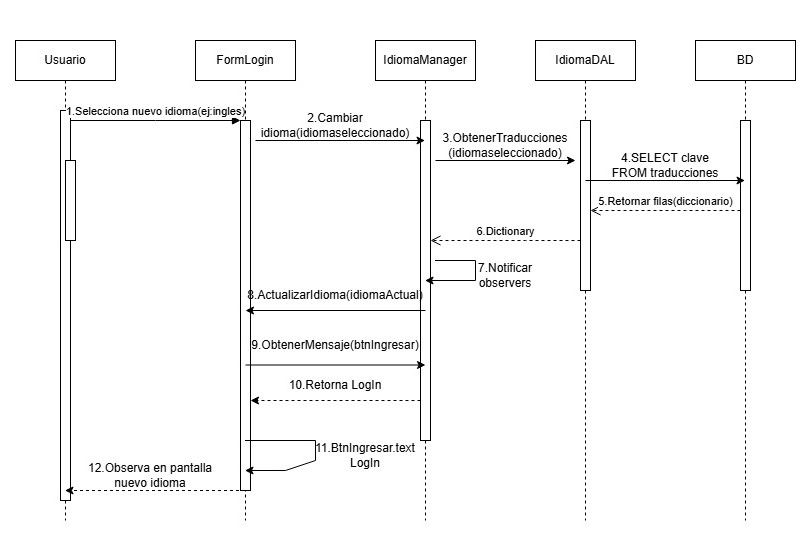 Usuario
FormLogin
IdiomaManager
IdiomaDAL
BD
1.Selecciona nuevo idioma(ej:ingles)
2.Cambiar
idioma(idiomaseleccionado)
3.ObtenerTraducciones
(idiomaseleccionado)
4.SELECT clave
FROM traducciones
5.Retornar filas(diccionario)
6.Dictionary
7.Notificar
observers
8.ActualizarIdioma(idiomaActual)
9.ObtenerMensaje(btnIngresar)
10.Retorna LogIn
11.BtnIngresar.text
LogIn
12.Observa en pantalla
nuevo idioma